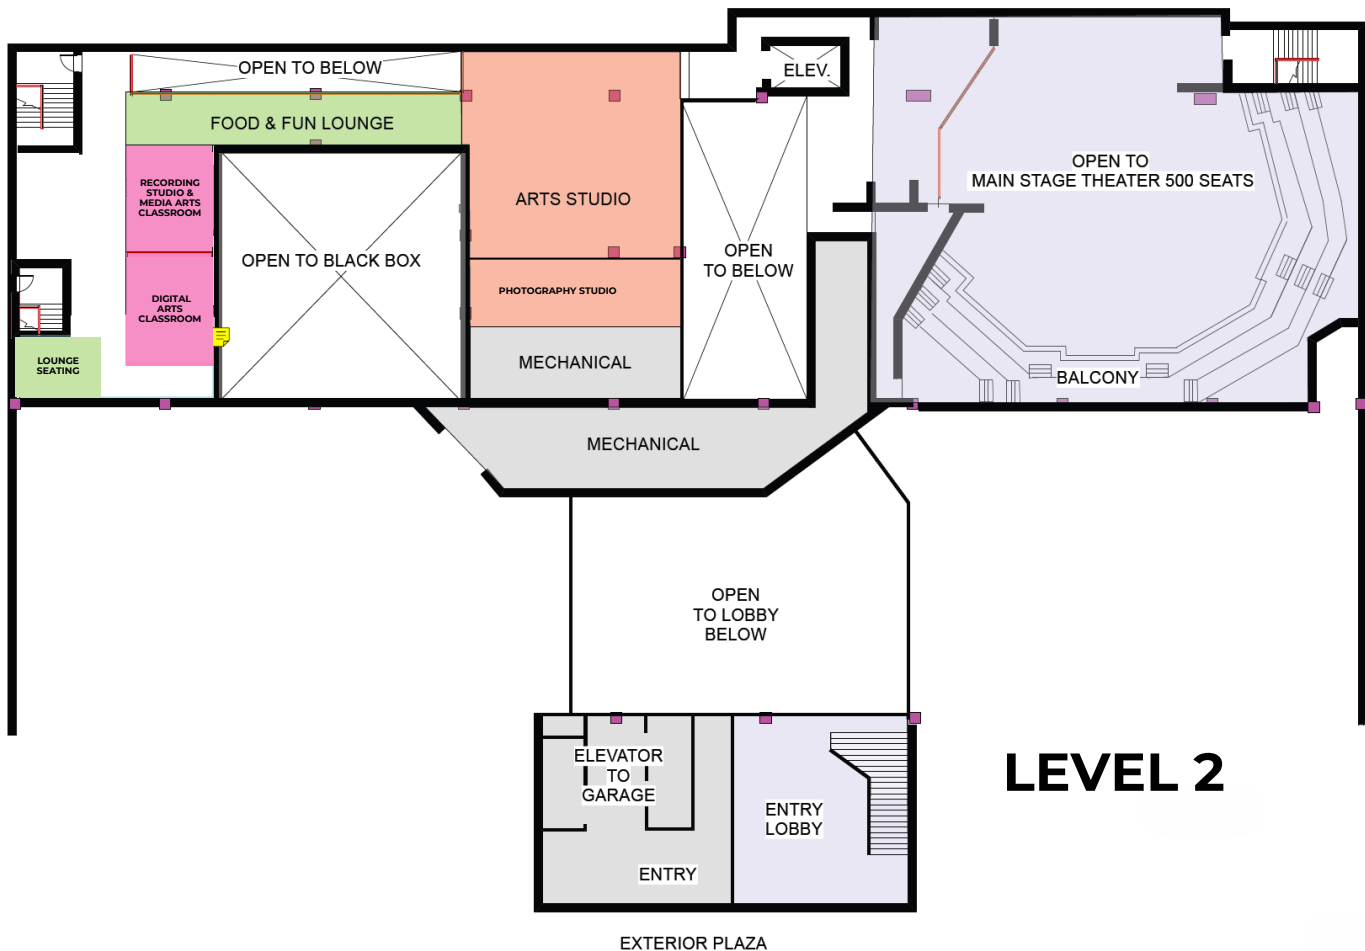 OPEN TO BELOW
ELEV.
FOOD & FUN LOUNGE
RECORDING
STUDIO &
MEDIA ARTS
CLASSROOM
ARTS STUDIO
OPEN TO
MAIN STAGE THEATER 500 SEATS
OPEN TO BLACK BOX
OPEN
TO BELOW
DIGITAL
ARTS
CLASSROOM
PHOTOGRAPHY STUDIO
LOUNGE
SEATING
MECHANICAL
BALCONY
MECHANICAL
OPEN
TO LOBBY
BELOW
ELEVATOR
TO
GARAGE
ENTRY
LOBBY
LEVEL 2
ENTRY
EXTERIOR PLAZA